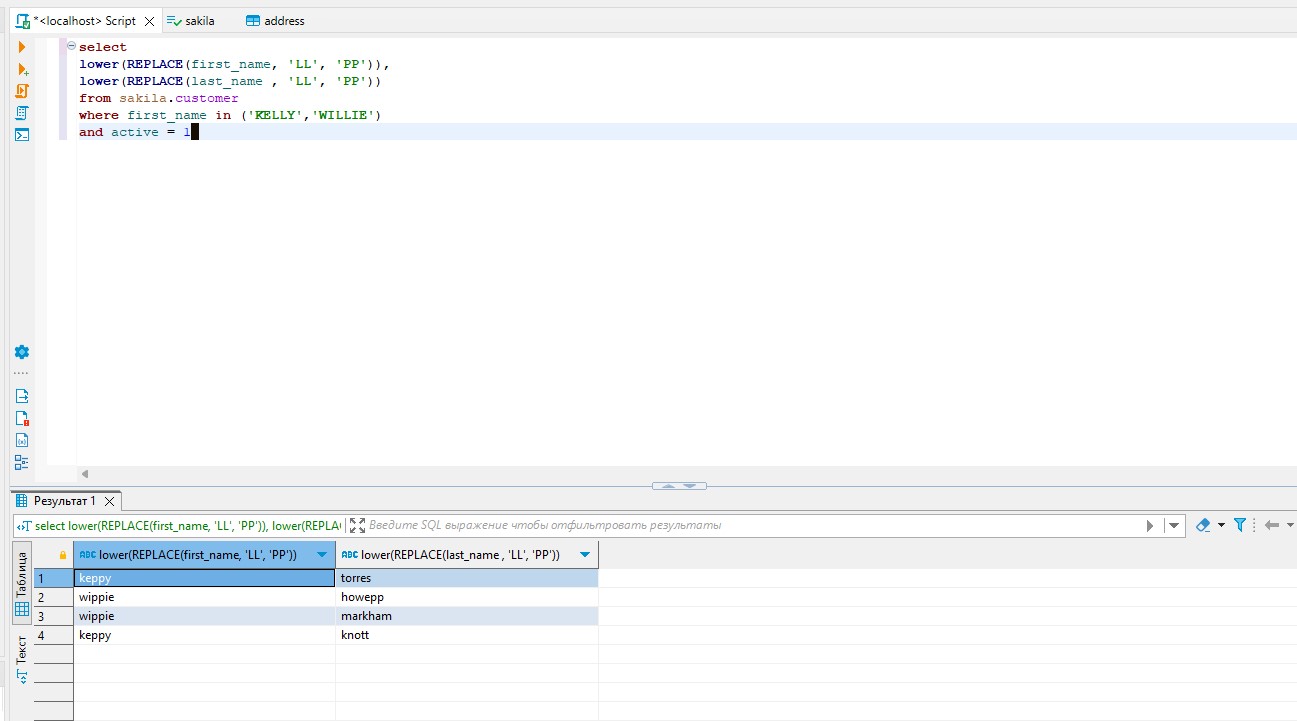 *<localhost> Script
sakila
address
select
lower(REPLACE(first_name, 'LL', 'PP')),
lower(REPLACE(last_name , 'LL', 'PP'))
from sakila.customer
where first_name in ('KELLY','WILLIE')
and active = 1
Результат 1
select lower(REPLACE(first_name, 'LL', 'PP')), lower(REPLA
Введите SQL выражение чтобы отфильтровать результаты
Таблица
Текст
ABC lower(REPLACE(first_name, 'LL', 'PP'))
ABC lower(REPLACE(last_name , 'LL', 'PP'))
1 keppy torres
2 wippie howepp
3 wippie markham
4 keppy knott